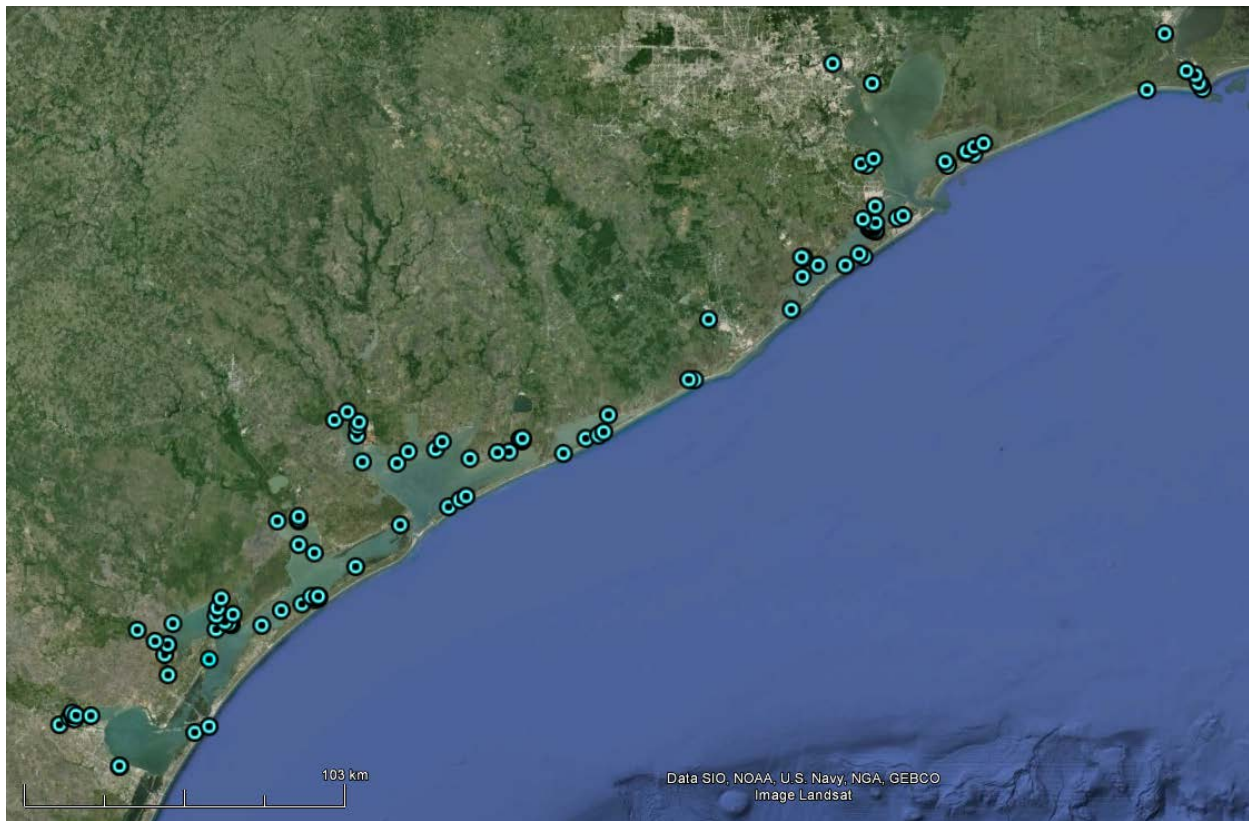 103 km
Data SIO, NOAA, U.S. Navy, NGA, GEBCO
Image Landsat